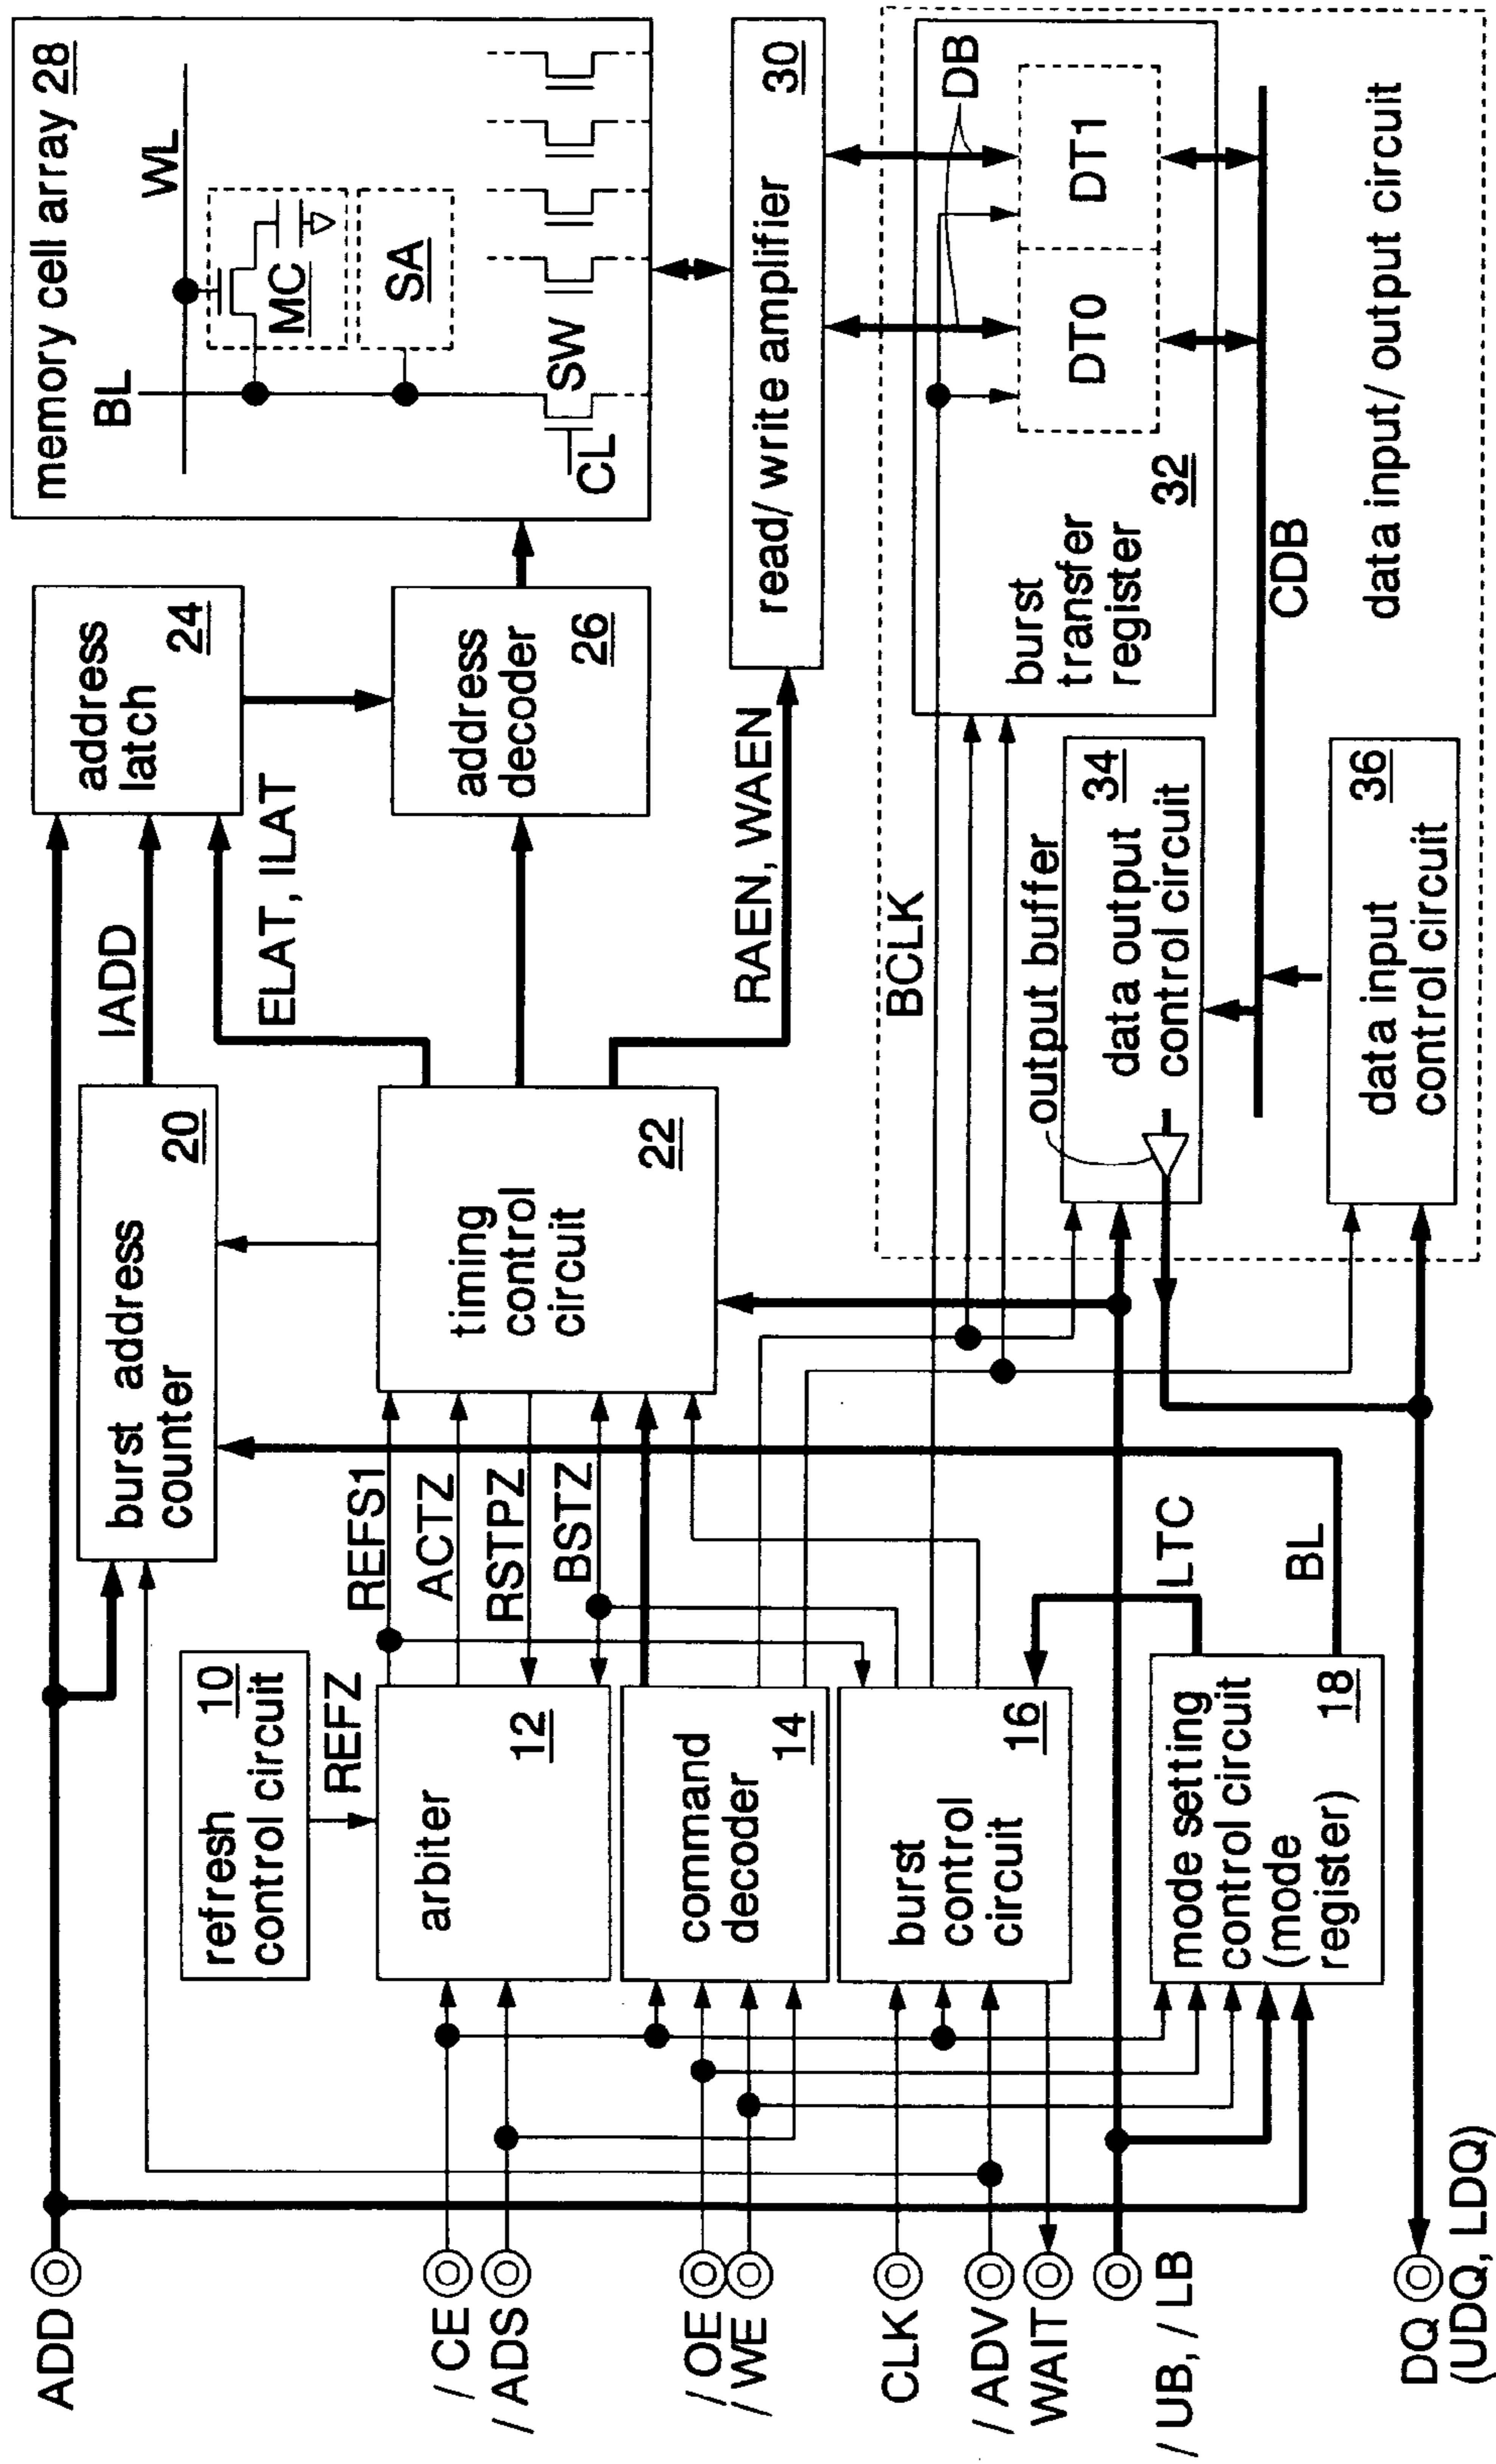 ADD
/ CE
/ ADS
/ OE
/ WE
CLK
/ ADV
WAIT
/ UB, / LB
DQ
(UDQ, LDQ)
refresh
control circuit
10
REFZ
arbiter
12
command
decoder
14
burst
control
circuit
16
mode setting
control circuit
(mode
register)
18
REFS1
ACTZ
RSTPZ
BSTZ
LTC
BL
burst address
counter
20
timing
control
circuit
22
IADD
ELAT, ILAT
RAEN, WAEN
BCLK
address
latch
24
address
decoder
26
memory cell array 28
BL
WL
MC
SA
SW
CL
read/ write amplifier
30
burst
transfer
register
32
DT0
DT1
DB
CDB
output buffer
data output
control circuit
34
data input
control circuit
36
data input/ output circuit